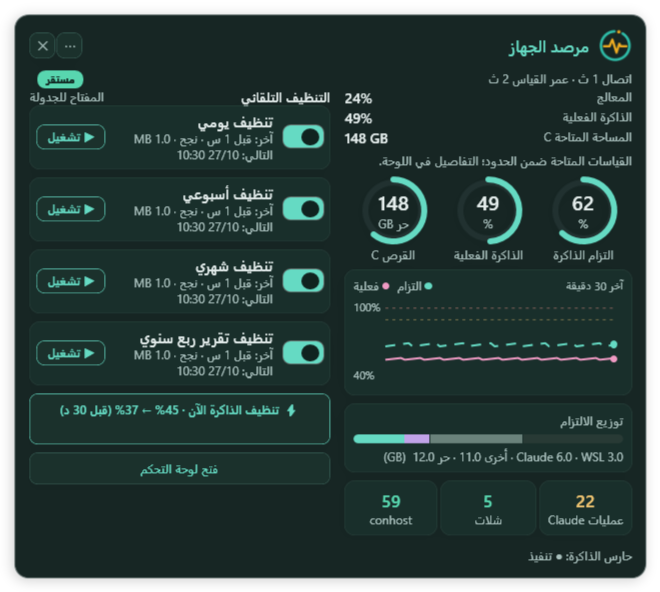 مرصد الجهاز
...
اتصال 1 ث · عمر القياس 2 ث
المعالج 24%
الذاكرة الفعلية 49%
المساحة المتاحة C 148 GB
القياسات المتاحة ضمن الحدود؛ التفاصيل في اللوحة.
62
%
التزام الذاكرة
49
%
الذاكرة الفعلية
148
حر GB
القرص C
آخر 30 دقيقة
التزام
فعلية
100%
40%
توزيع الالتزام
WSL 3.0 · Claude 6.0 · أخرى 11.0 · حر 12.0 (GB)
22
عمليات Claude
5
شلات
59
conhost
حارس الذاكرة: ● تنفيذ
مستقر
التنظيف التلقائي
المفتاح للجدولة
تنظيف يومي
آخر: قبل 1 س · نجح · 1.0 MB
التالي: 27/10 10:30
تشغيل
تنظيف أسبوعي
آخر: قبل 1 س · نجح · 1.0 MB
التالي: 27/10 10:30
تشغيل
تنظيف شهري
آخر: قبل 1 س · نجح · 1.0 MB
التالي: 27/10 10:30
تشغيل
تنظيف تقرير ربع سنوي
آخر: قبل 1 س · نجح · 1.0 MB
التالي: 27/10 10:30
تشغيل
تنظيف الذاكرة الآن · 45% ← 37% (قبل 30 د)
فتح لوحة التحكم